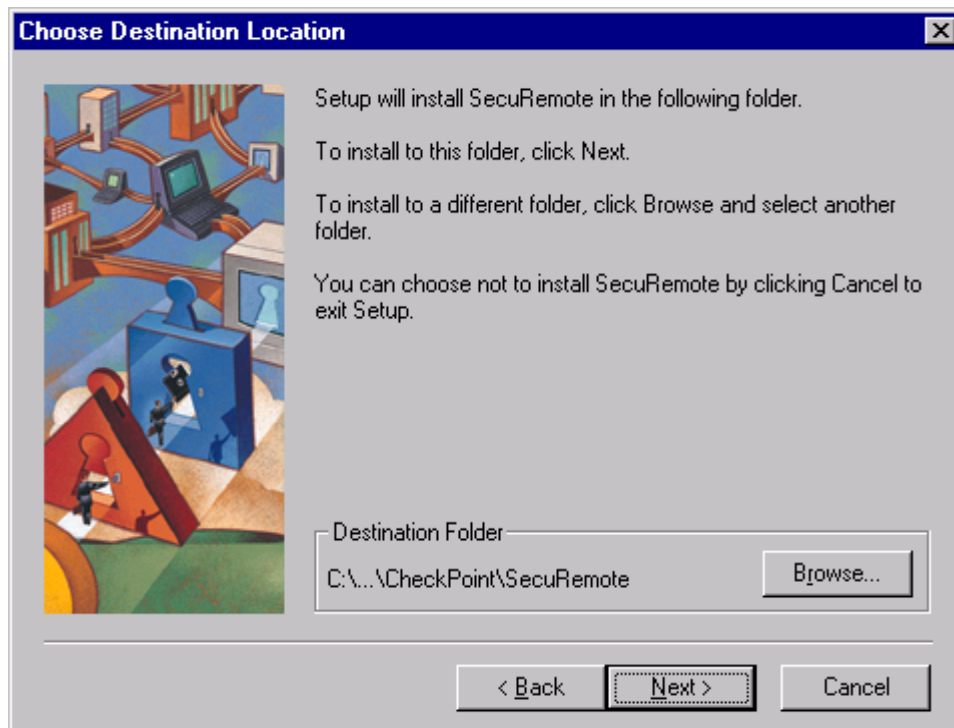 Choose Destination Location
Setup will install SecuRemote in the following folder.
To install to this folder, click Next.
To install to a different folder, click Browse and select another
folder.
You can choose not to install SecuRemote by clicking Cancel to
exit Setup.
Destination Folder
C:\...\CheckPoint\SecuRemote
Browse...
< Back
Next >
Cancel